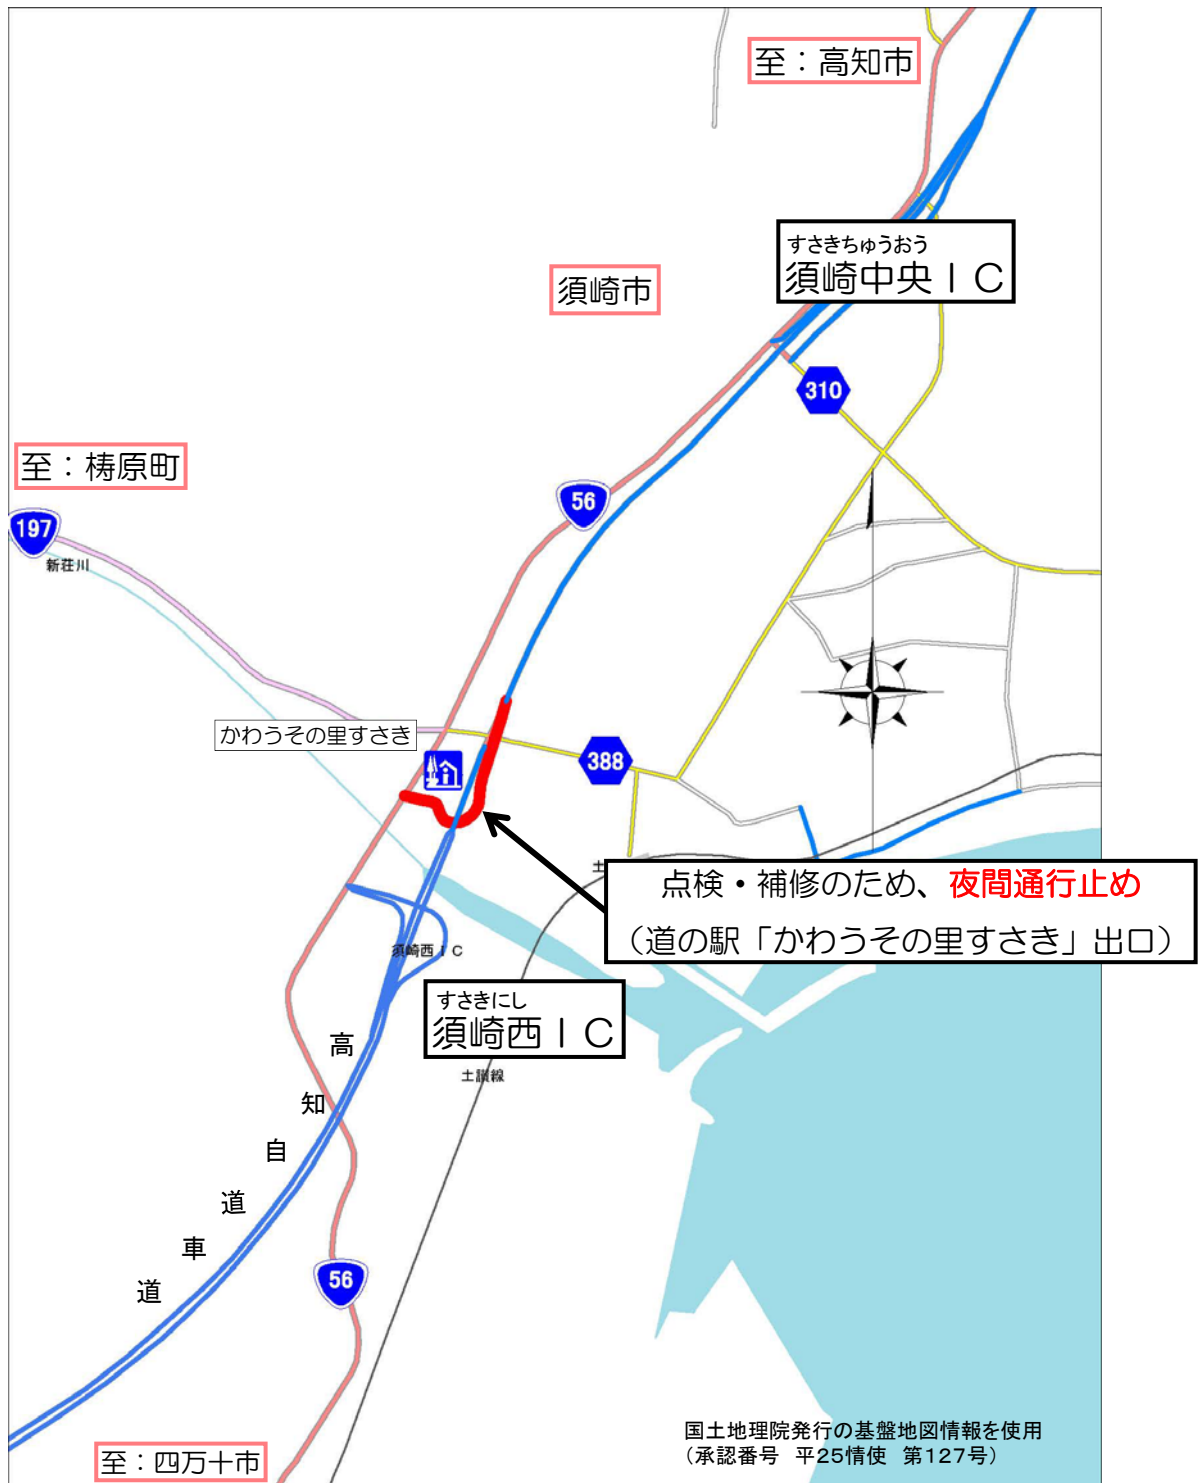 至：高知市
すさきちゅうおう
須崎中央ＩＣ
須崎市
310
至：梼原町
56
197
新荘川
かわうその里すさき
388
点検・補修のため、夜間通行止め
（道の駅「かわうその里すさき」出口）
土
須崎西ＩＣ
すさきにし
須崎西ＩＣ
土讃線
高知自動車道
56
至：四万十市
国土地理院発行の基盤地図情報を使用
（承認番号　平25情使　第127号）